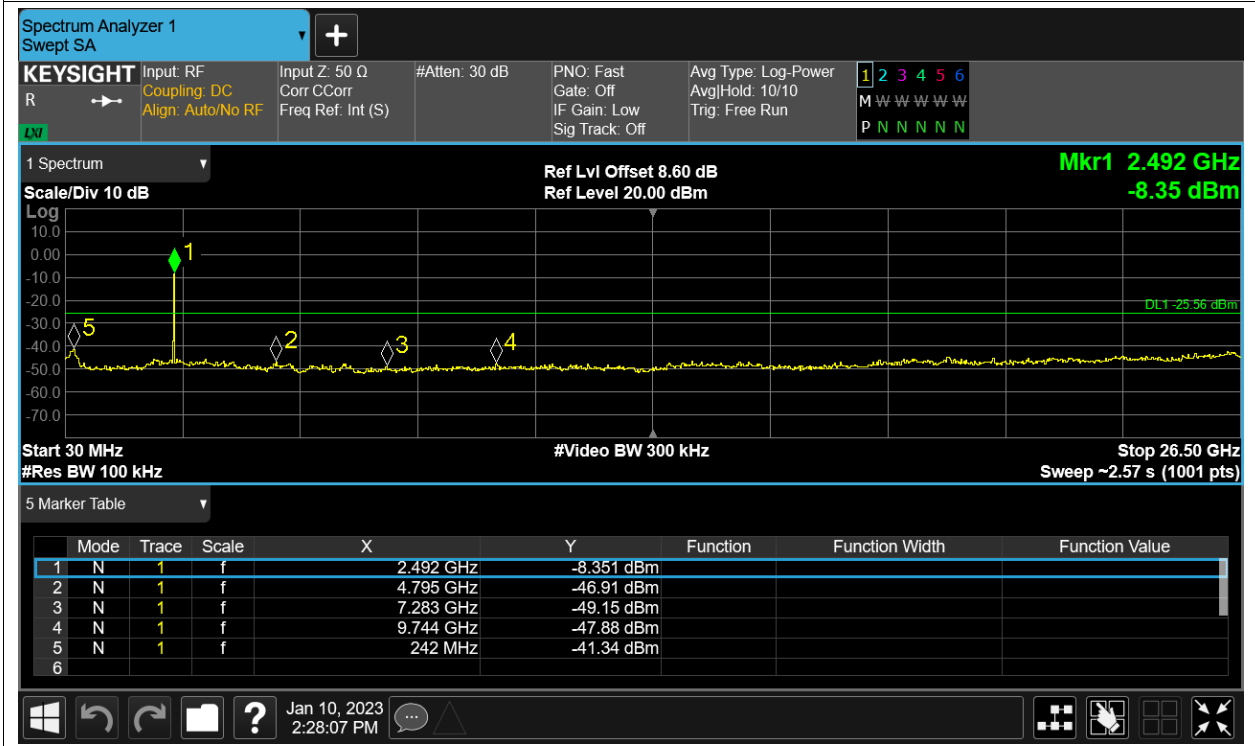 Spectrum Analyzer 1
Swept SA
+
KEYSIGHT
R
LXI
Input: RF
Coupling: DC
Align: Auto/No RF
Input Z: 50 Ω
Corr CCorr
Freq Ref: Int (S)
#Atten: 30 dB
PNO: Fast
Gate: Off
IF Gain: Low
Sig Track: Off
Avg Type: Log-Power
Avg|Hold: 10/10
Trig: Free Run
1 2 3 4 5 6
M W W W W W
P N N N N N
1 Spectrum
Scale/Div 10 dB
Ref Lvl Offset 8.60 dB
Ref Level 20.00 dBm
Mkr1 2.492 GHz
-8.35 dBm
Log
10.0
0.00
-10.0
-20.0
-30.0
-40.0
-50.0
-60.0
-70.0
1
DL1 -25.56 dBm
5
2
3
4
Start 30 MHz
#Video BW 300 kHz
Stop 26.50 GHz
#Res BW 100 kHz
Sweep ~2.57 s (1001 pts)
5 Marker Table
Mode Trace Scale X Y Function Function Width Function Value
1 N 1 f 2.492 GHz -8.351 dBm
2 N 1 f 4.795 GHz -46.91 dBm
3 N 1 f 7.283 GHz -49.15 dBm
4 N 1 f 9.744 GHz -47.88 dBm
5 N 1 f 242 MHz -41.34 dBm
6
?
Jan 10, 2023
2:28:07 PM